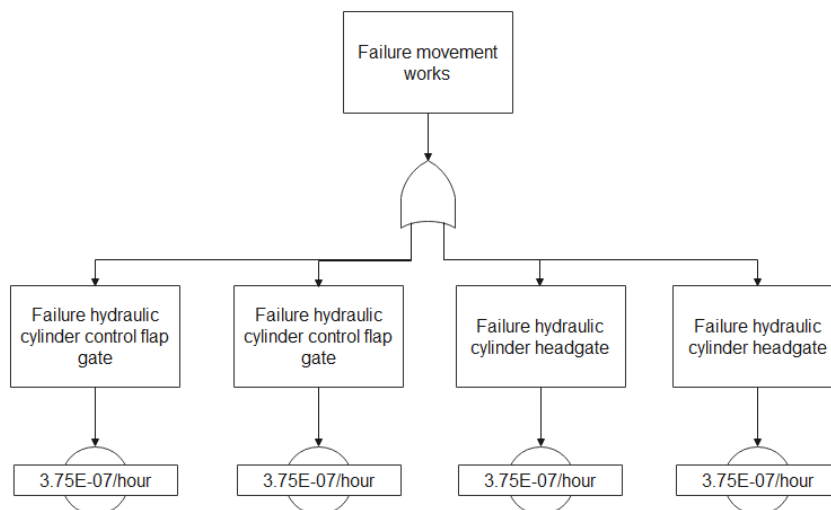 Failure movement
works
Failure hydraulic
cylinder control flap
gate
Failure hydraulic
cylinder control flap
gate
Failure hydraulic
cylinder headgate
Failure hydraulic
cylinder headgate
3.75E-07/hour
3.75E-07/hour
3.75E-07/hour
3.75E-07/hour